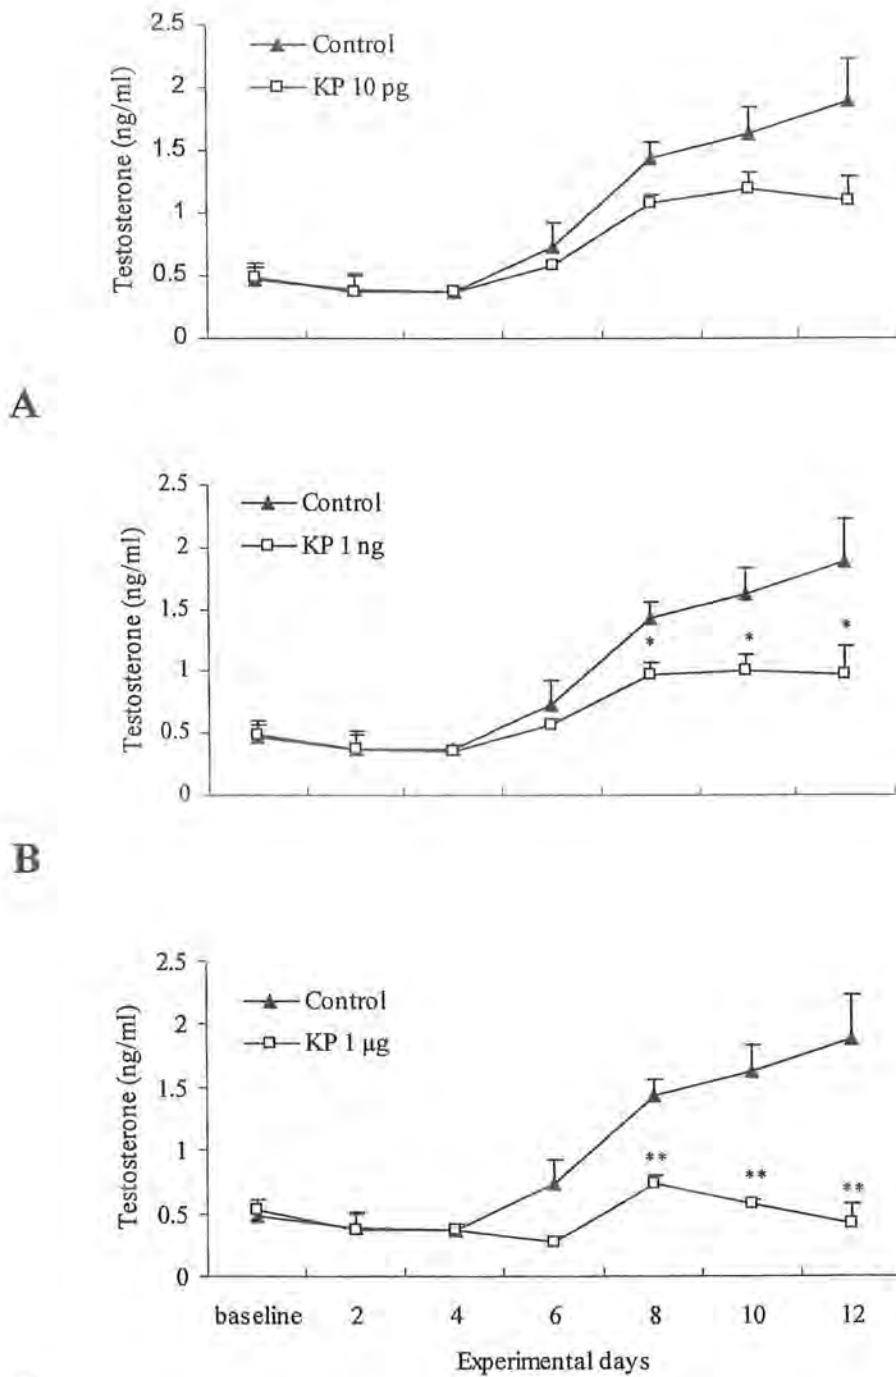 2.5
Control
2
KP 10 pg
1.5
1
0.5
0
Testosterone (ng/ml)
A
2.5
Control
2
KP 1 ng
1.5
* * *
1
0.5
0
Testosterone (ng/ml)
B
2.5
Control
2
KP 1 μg
1.5
1
** ** **
0.5
0
Testosterone (ng/ml)
baseline 2 4 6 8 10 12
Experimental days